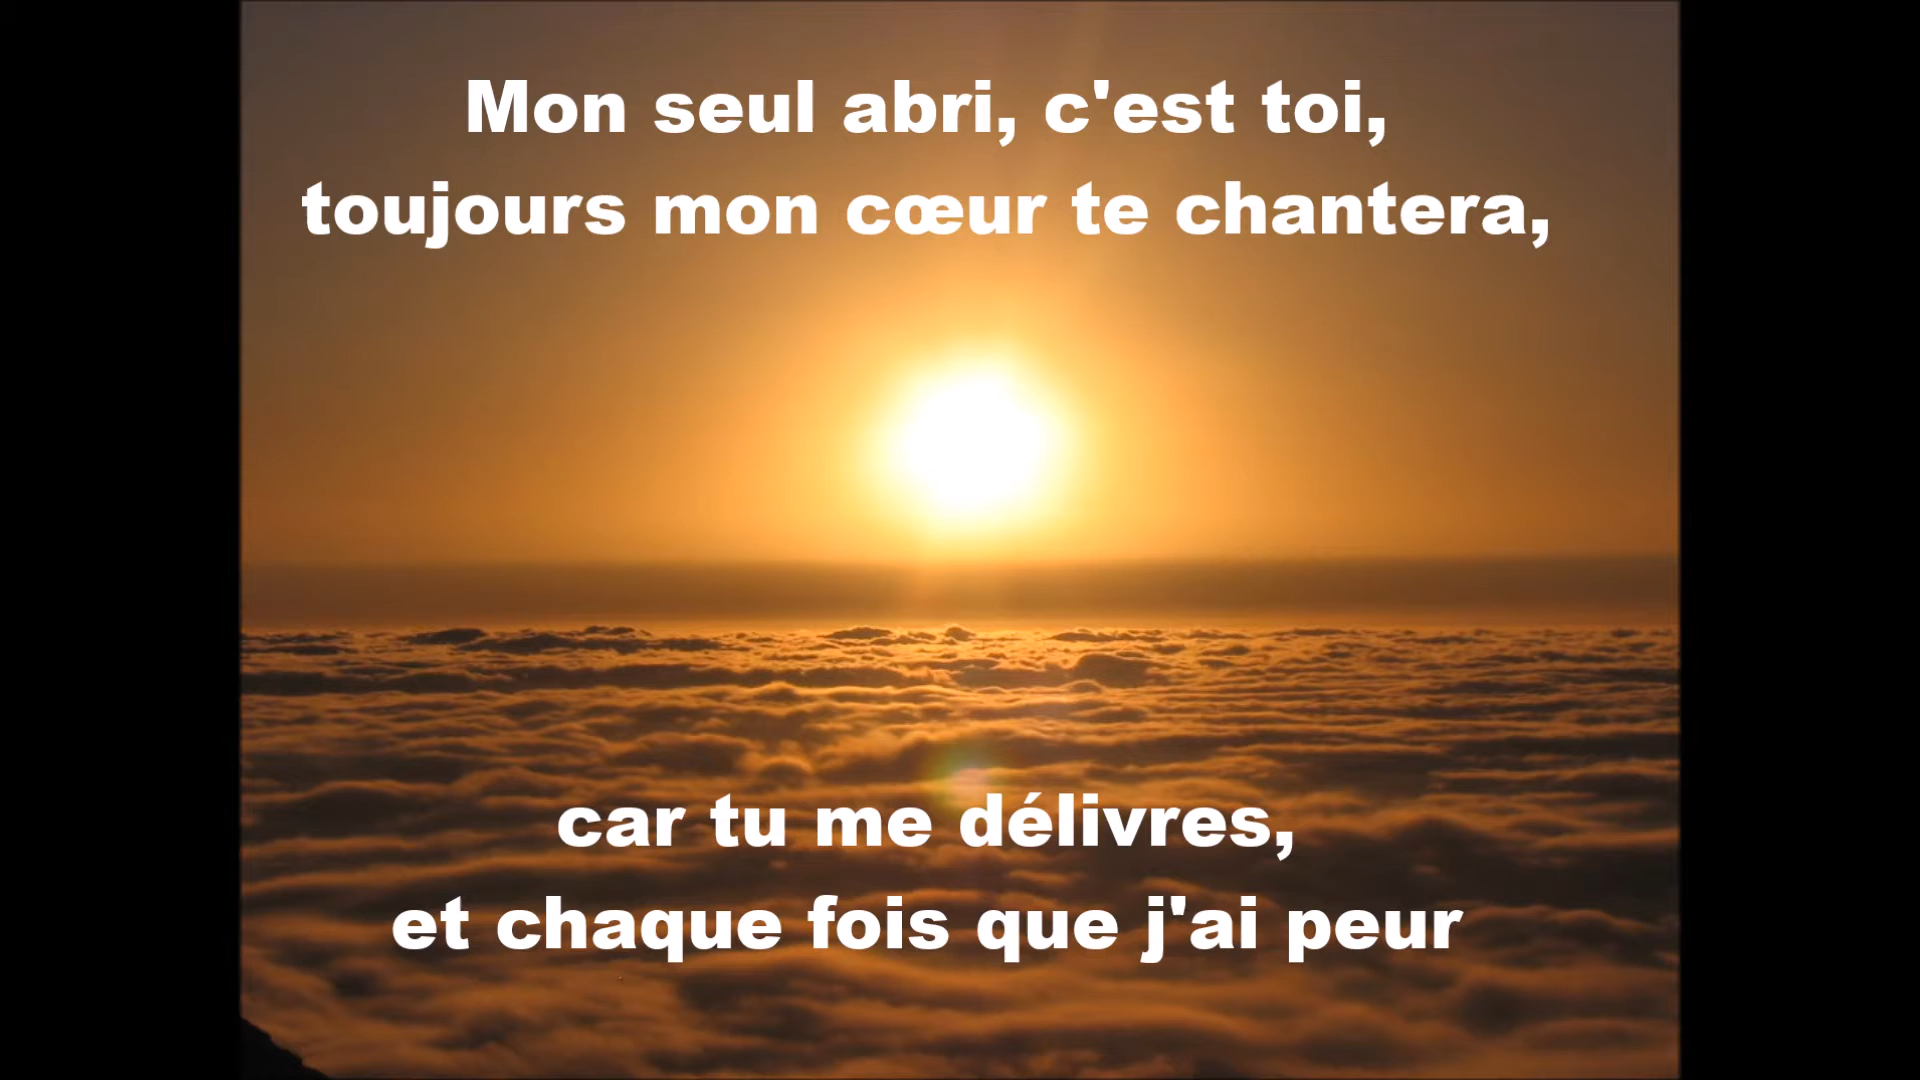 Mon seul abri, c'est toi,
toujours mon cœur te chantera,
car tu me délivres,
et chaque fois que j'ai peur